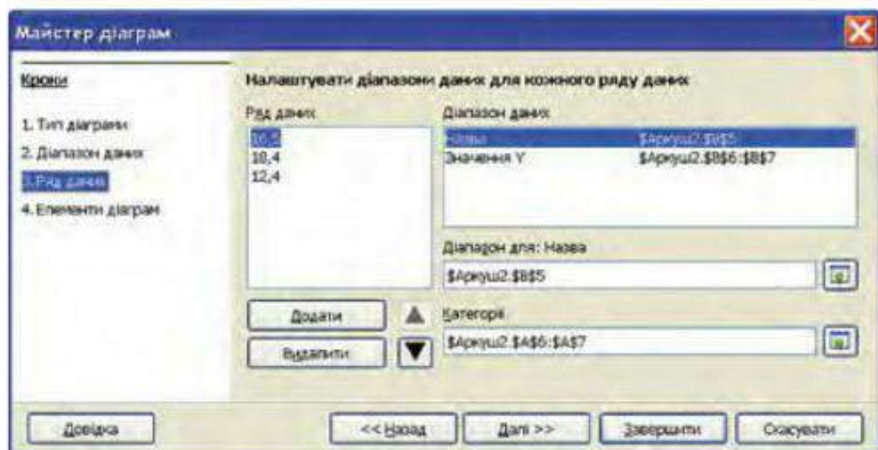 Майстер діаграм
Кроки
1. Тип діаграми
2. Діапазон даних
3. Ряд даних
4. Елементи діаграм
Налаштувати діапазони даних для кожного ряду даних
Ряд даних
16,5
18,4
12,4
Діапазон даних
Назва $Аркуш2.$B$5
Значення Y $Аркуш2.$B$6:$B$7
Діапазон для: Назва
$Аркуш2.$B$5
Категорії
$Аркуш2.$A$6:$A$7
Додати
Видалити
Довідка
<< Назад
Далі >>
Завершити
Скасувати